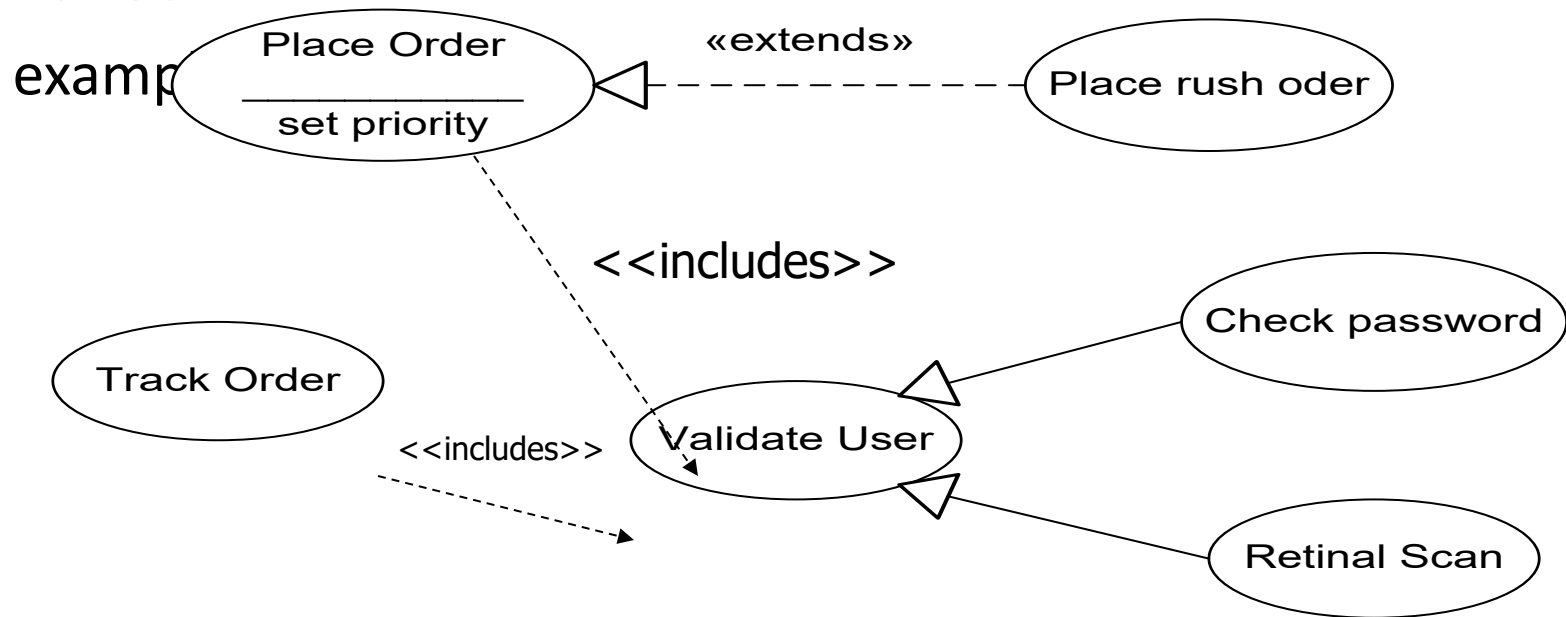 Place Order
«extends»
examp
Place rush oder
set priority
<<includes>>
Check password
Track Order
Validate User
<<includes>>
Retinal Scan